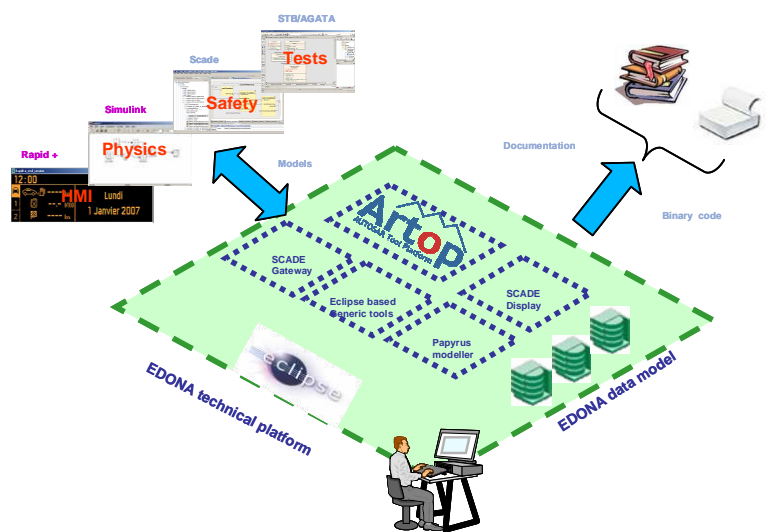 STB/AGATA
Tests
Scade
Safety
Simulink
Physics
Rapid +
12:00
HMI
Lundi
1 Janvier 2007
1
2
Models
Documentation
Binary code
Artop
AUTOSAR Tool Platform
SCADE
Gateway
Eclipse based
Generic tools
SCADE
Display
Papyrus
modeller
eclipse
EDONA technical platform
EDONA data model